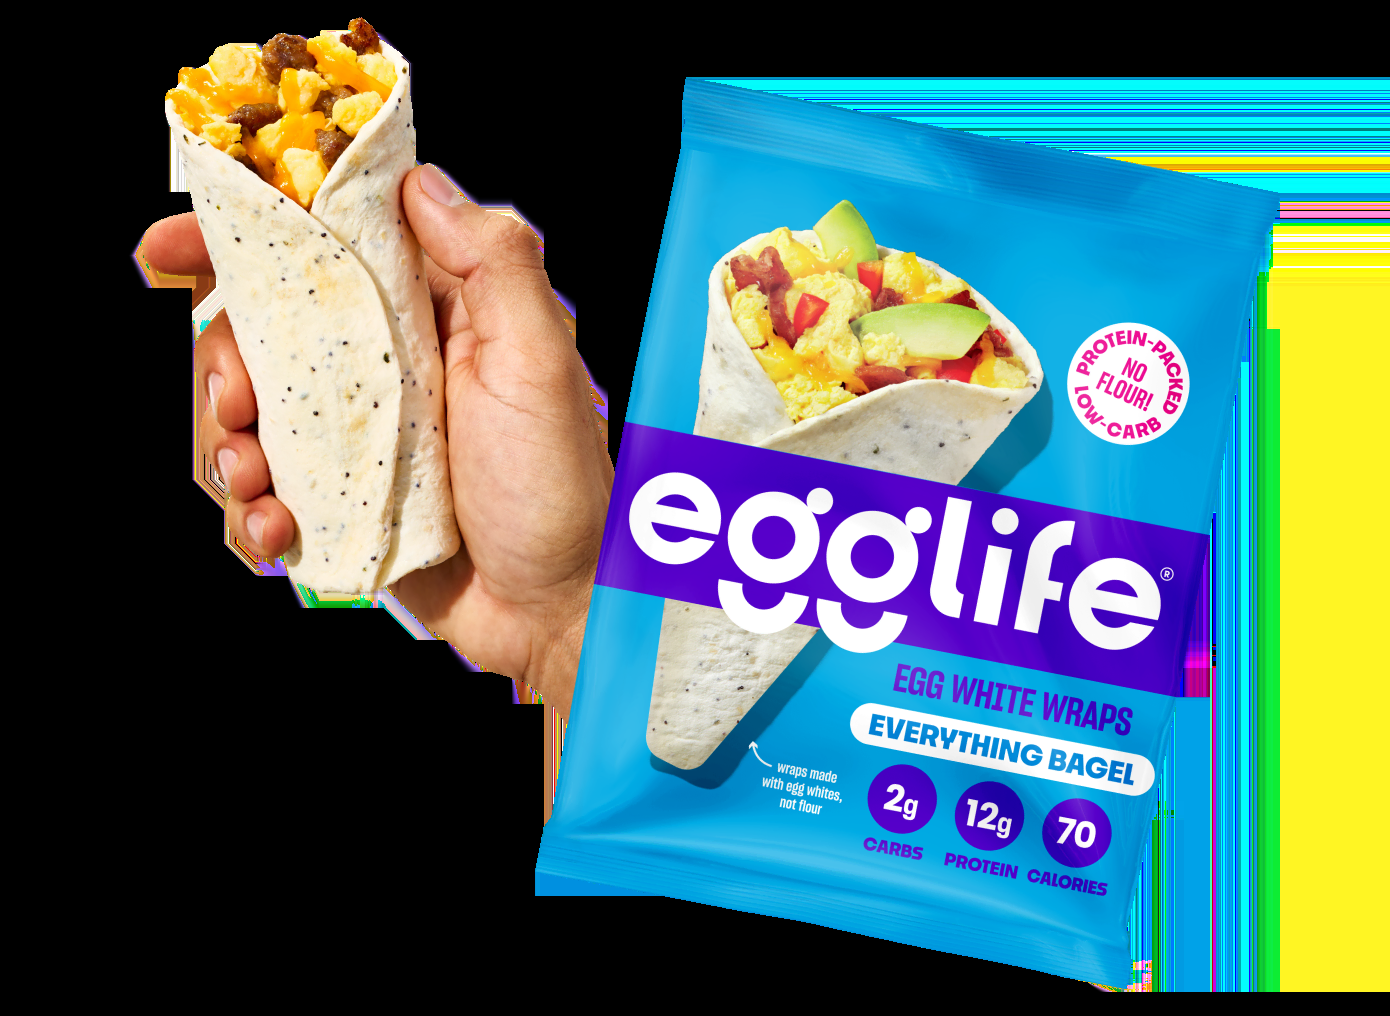 PROTEIN-PACKED
NO
FLOUR!
LOW-CARB
egglife®
EGG WHITE WRAPS
EVERYTHING BAGEL
wraps made
with egg whites,
not flour
2g
12g
70
CARBS
PROTEIN
CALORIES